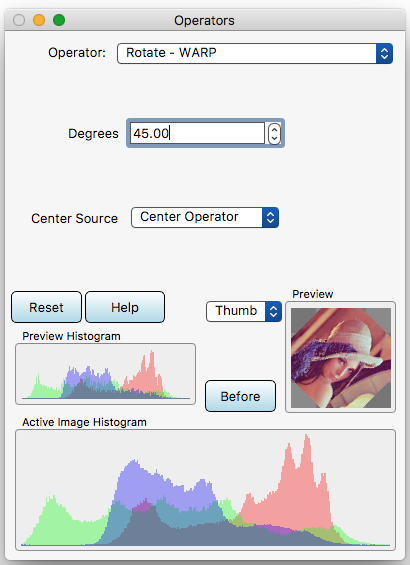 Operators
Operator: Rotate - WARP
Degrees 45.00
Center Source Center Operator
Reset Help Thumb Preview
Preview Histogram
Before
Active Image Histogram